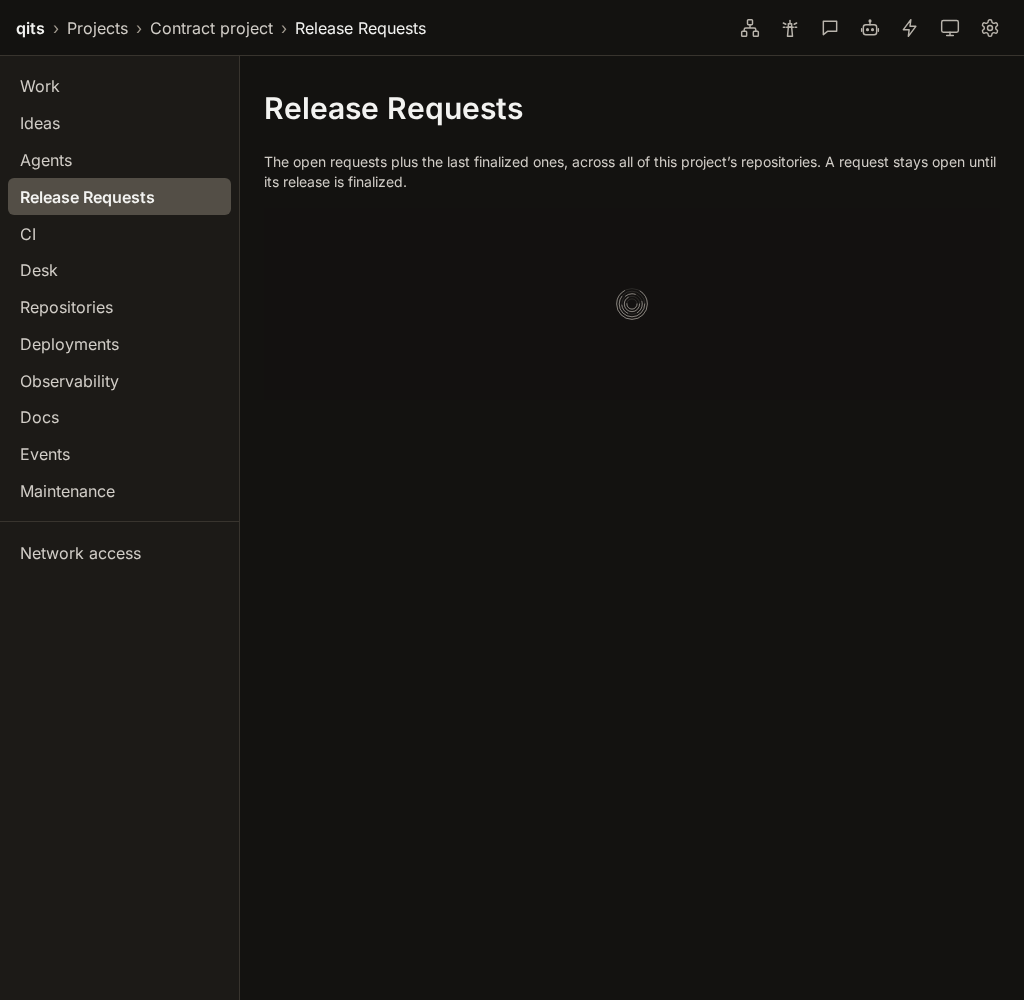 qits › Projects › Contract project › Release Requests
Work
Ideas
Agents
Release Requests
CI
Desk
Repositories
Deployments
Observability
Docs
Events
Maintenance
Network access
Release Requests
The open requests plus the last finalized ones, across all of this project’s repositories. A request stays open until
its release is finalized.